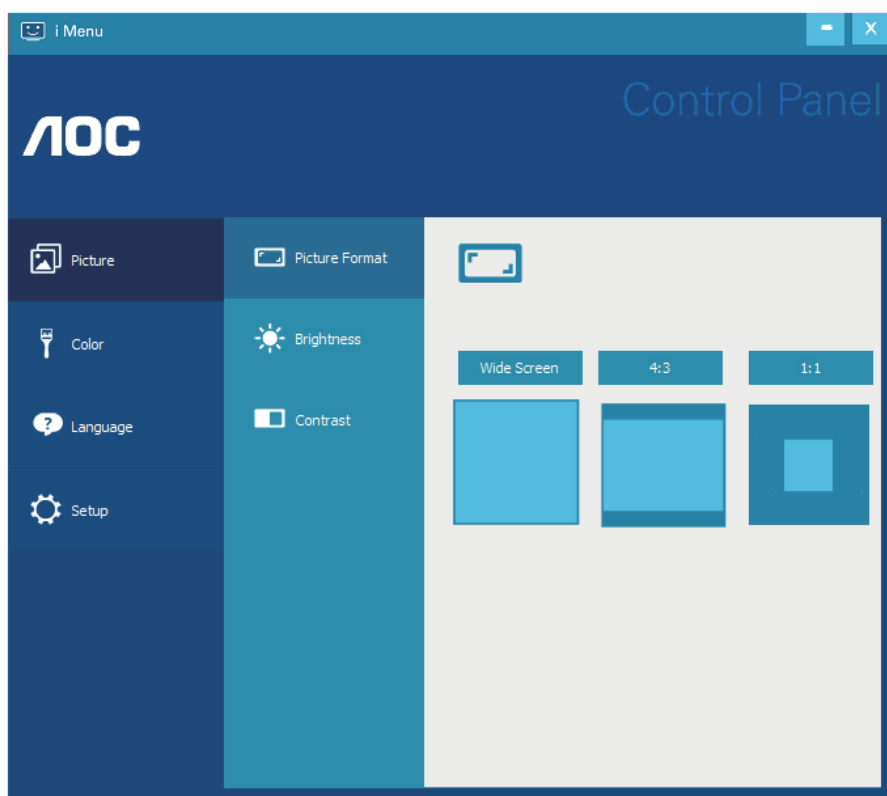 i Menu
X
Control Panel
AOC
Picture
Color
Language
Setup
Picture Format
Brightness
Contrast
Wide Screen
4:3
1:1